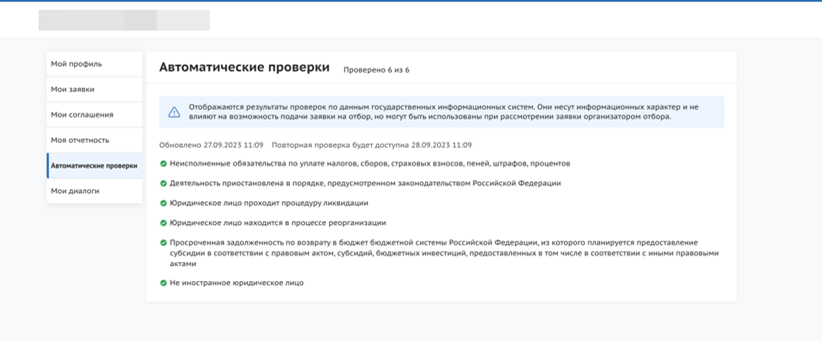 Мой профиль
Мои заявки
Мои соглашения
Моя отчетность
Автоматические проверки
Мои диалоги
Автоматические проверки Проверено 6 из 6
Отображаются результаты проверок по данным государственных информационных систем. Они несут информационных характер и не
влияют на возможность подачи заявки на отбор, но могут быть использованы при рассмотрении заявки организатором отбора.
Обновлено 27.09.2023 11:09 Повторная проверка будет доступна 28.09.2023 11:09
Неисполненные обязательства по уплате налогов, сборов, страховых взносов, пеней, штрафов, процентов
Деятельность приостановлена в порядке, предусмотренном законодательством Российской Федерации
Юридическое лицо проходит процедуру ликвидации
Юридическое лицо находится в процессе реорганизации
Просроченная задолженность по возврату в бюджет бюджетной системы Российской Федерации, из которого планируется предоставление
субсидии в соответствии с правовым актом, субсидий, бюджетных инвестиций, предоставленных в том числе в соответствии с иными правовыми
актами
Не иностранное юридическое лицо